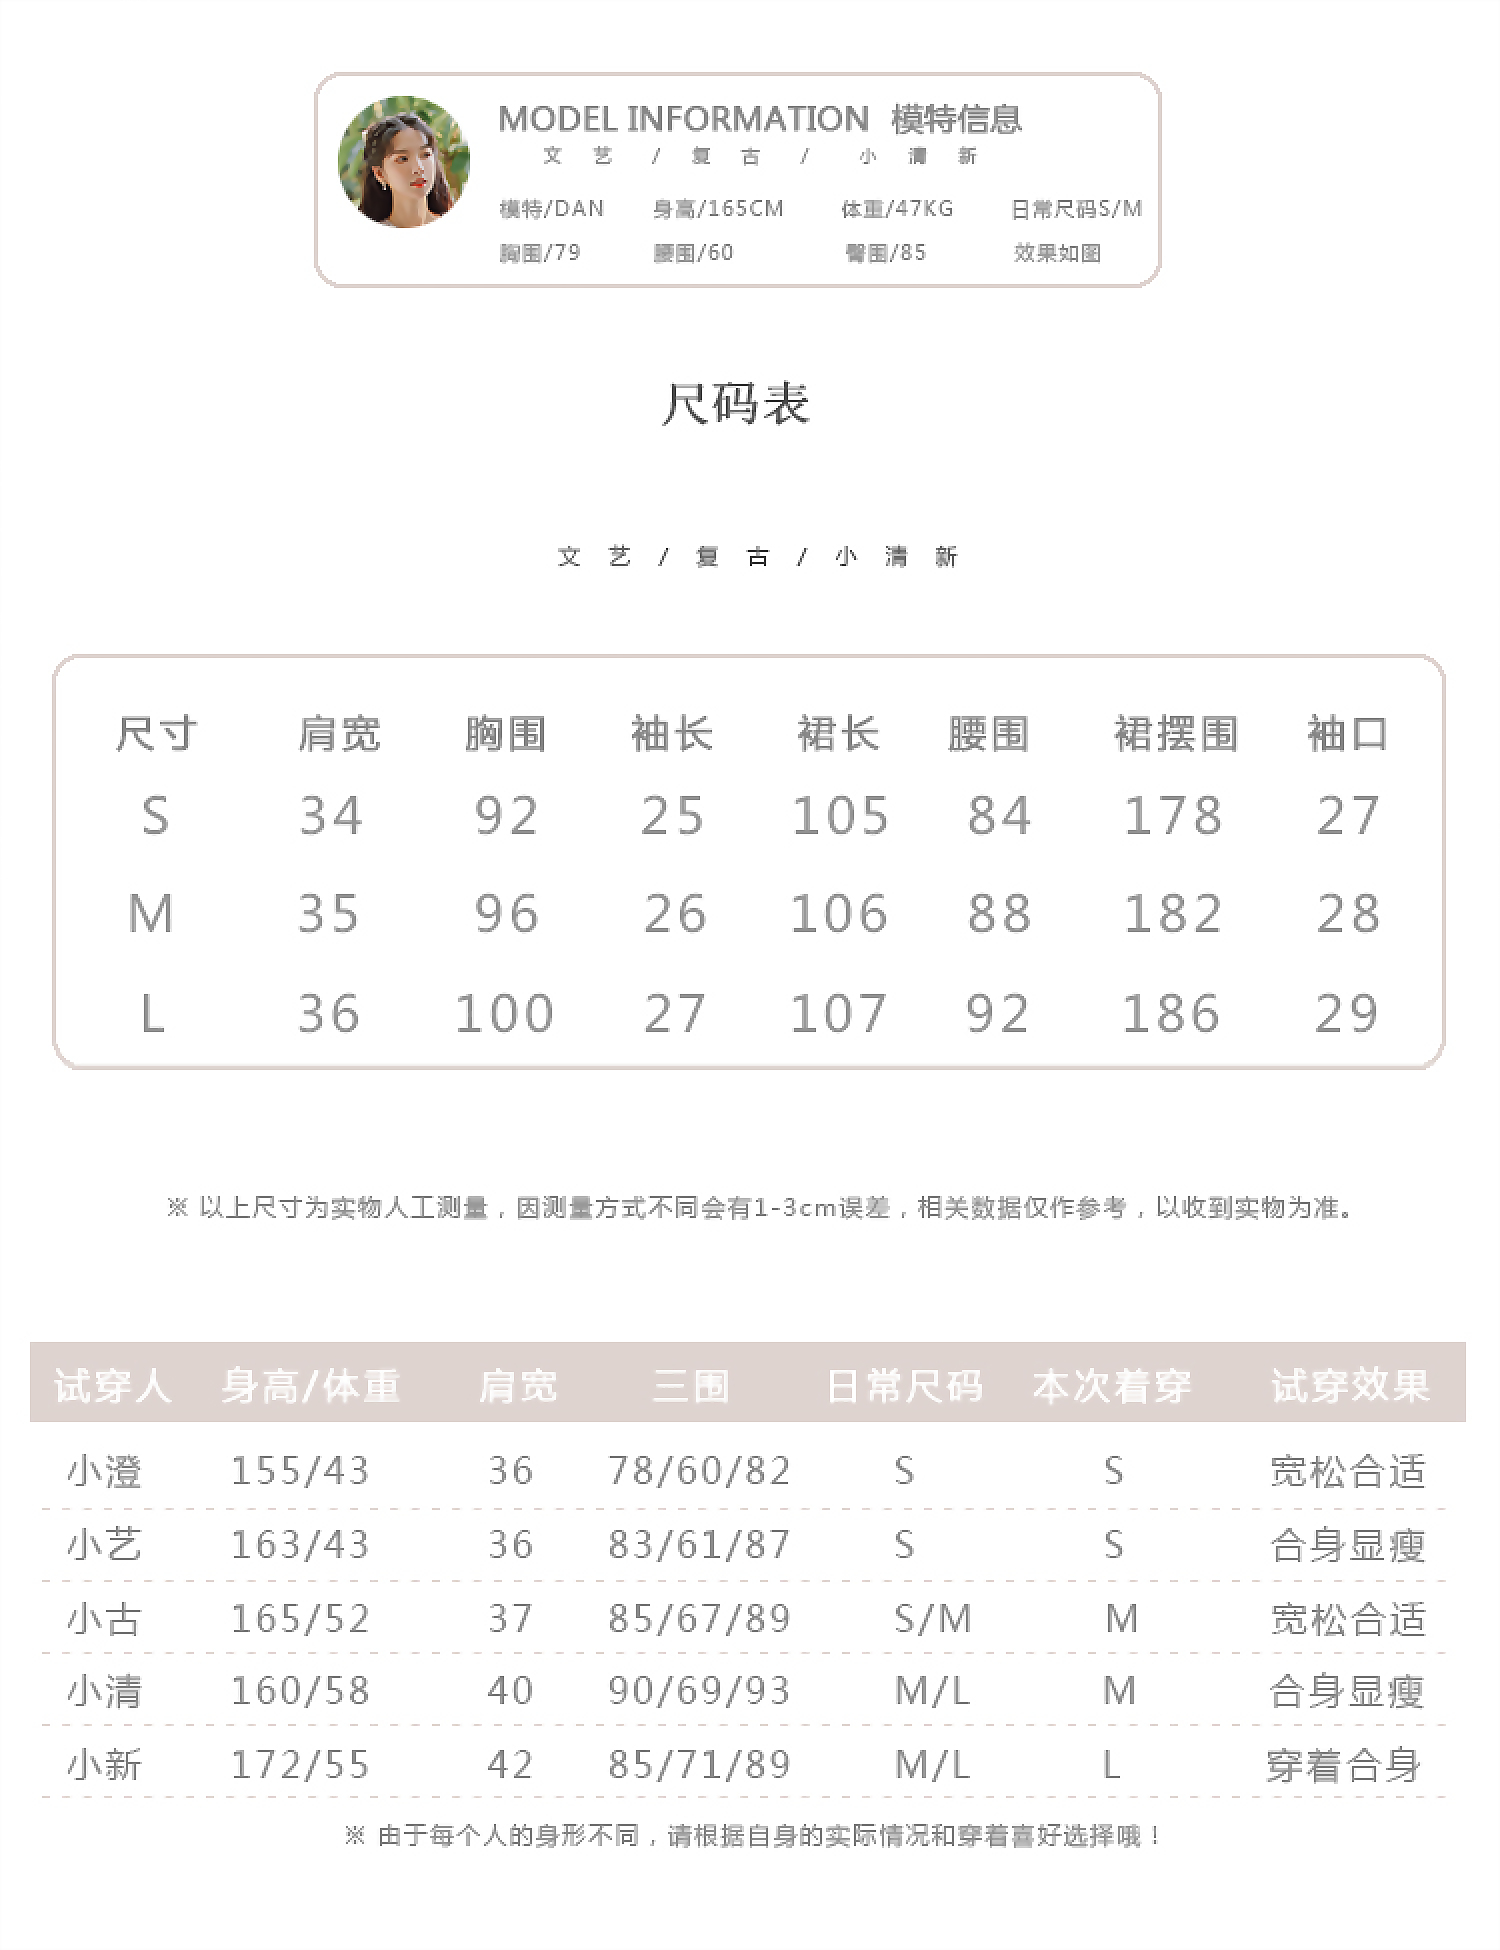 MODEL INFORMATION 模特信息
文 艺 / 复 古 / 小 清 新
模特/DAN 身高/165CM 体重/47KG 日常尺码S/M
胸围/79 腰围/60 臀围/85 效果如图
尺码表
文 艺 / 复 古 / 小 清 新
尺寸 肩宽 胸围 袖长 裙长 腰围 裙摆围 袖口
S 34 92 25 105 84 178 27
M 35 96 26 106 88 182 28
L 36 100 27 107 92 186 29
※ 以上尺寸为实物人工测量，因测量方式不同会有1-3cm误差，相关数据仅作参考，以收到实物为准。
试穿人 身高/体重 肩宽 三围 日常尺码 本次着穿 试穿效果
小澄 155/43 36 78/60/82 S S 宽松合适
小艺 163/43 36 83/61/87 S S 合身显瘦
小古 165/52 37 85/67/89 S/M M 宽松合适
小清 160/58 40 90/69/93 M/L M 合身显瘦
小新 172/55 42 85/71/89 M/L L 穿着合身
※ 由于每个人的身形不同，请根据自身的实际情况和穿着喜好选择哦！